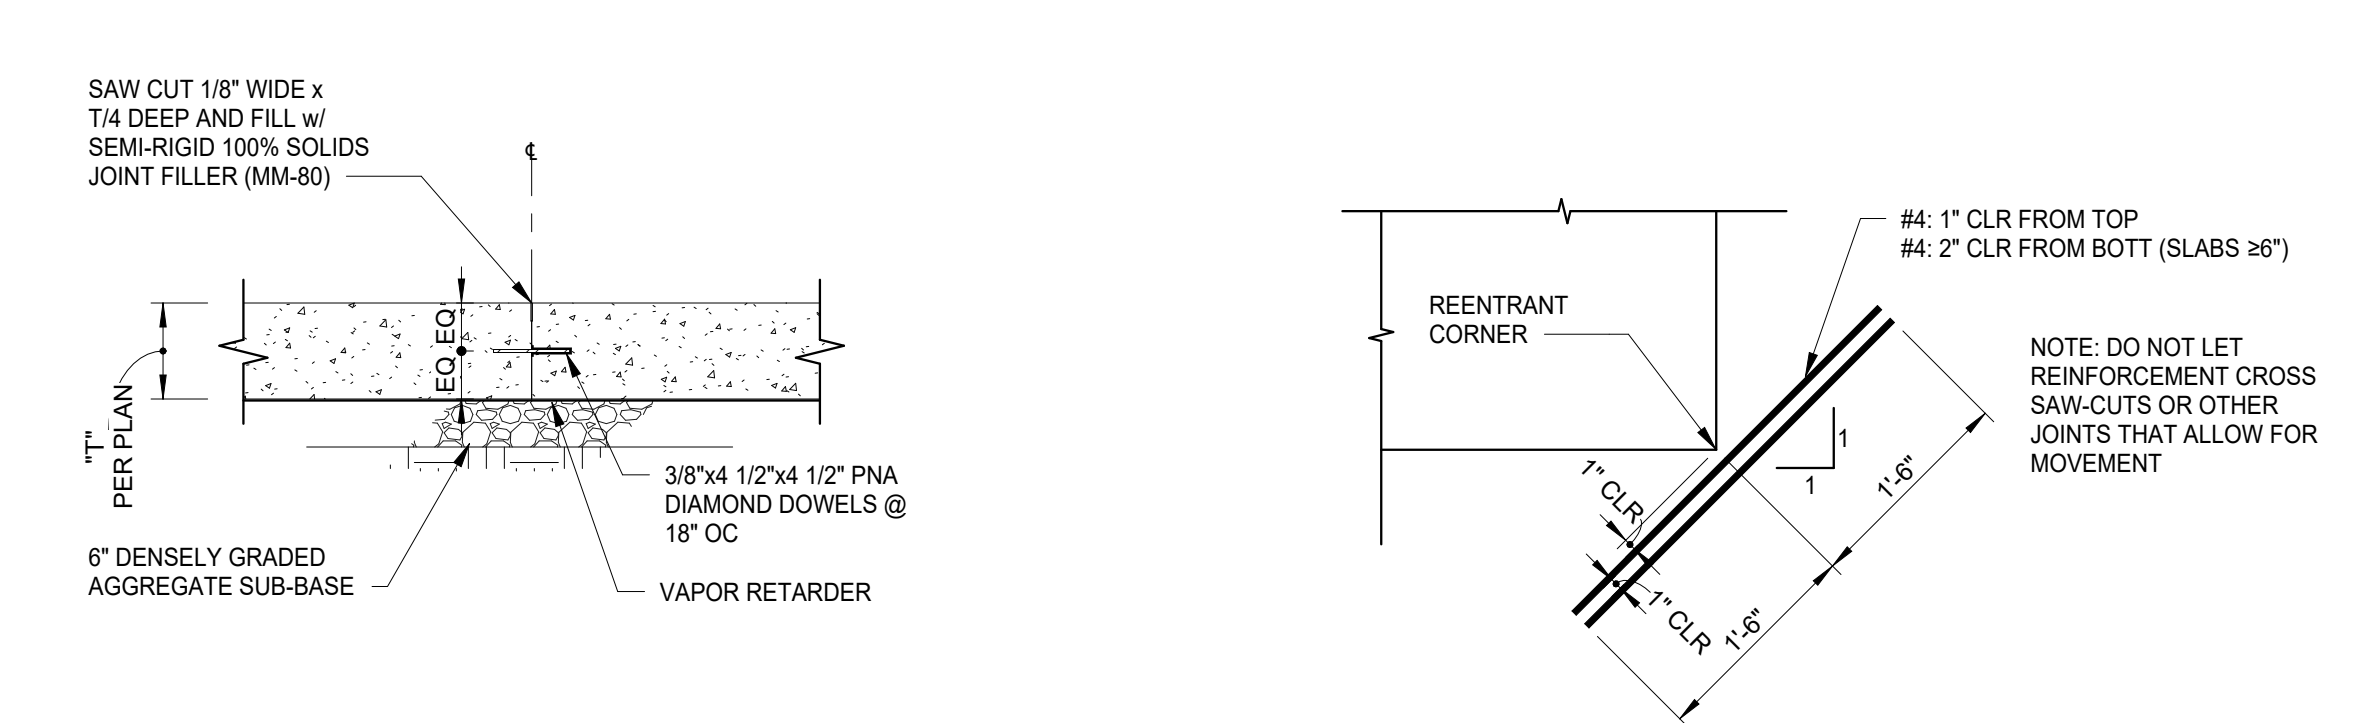 SAW CUT 1/8" WIDE x
T/4 DEEP AND FILL w/
SEMI-RIGID 100% SOLIDS
JOINT FILLER (MM-80)
℄
EQ EQ
"T"
PER PLAN
3/8"x4 1/2"x4 1/2" PNA
DIAMOND DOWELS @
18" OC
6" DENSELY GRADED
AGGREGATE SUB-BASE
VAPOR RETARDER
#4: 1" CLR FROM TOP
#4: 2" CLR FROM BOTT (SLABS ≥6")
REENTRANT
CORNER
NOTE: DO NOT LET
REINFORCEMENT CROSS
SAW-CUTS OR OTHER
JOINTS THAT ALLOW FOR
MOVEMENT
1
1
1" CLR
1'-6"
1" CLR
1'-6"